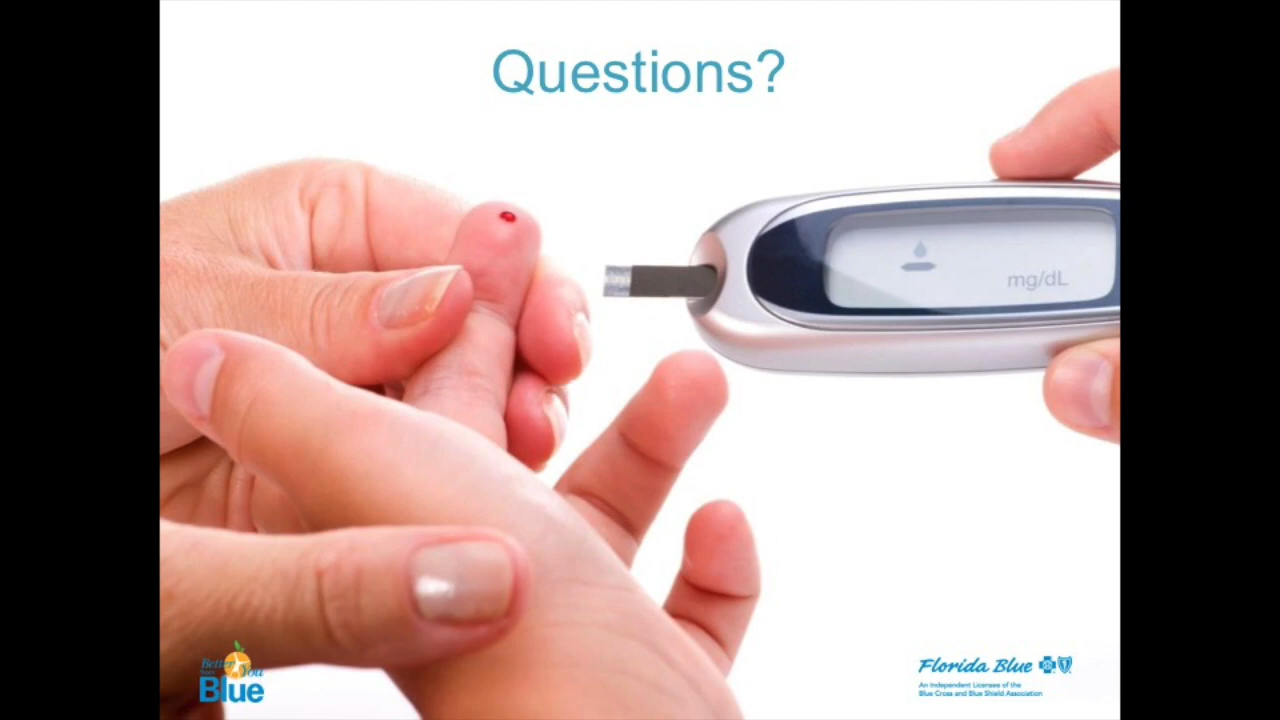 Questions?
mg/dL
Better
from You
Blue
Florida Blue
An Independent Licensee of the
Blue Cross and Blue Shield Association